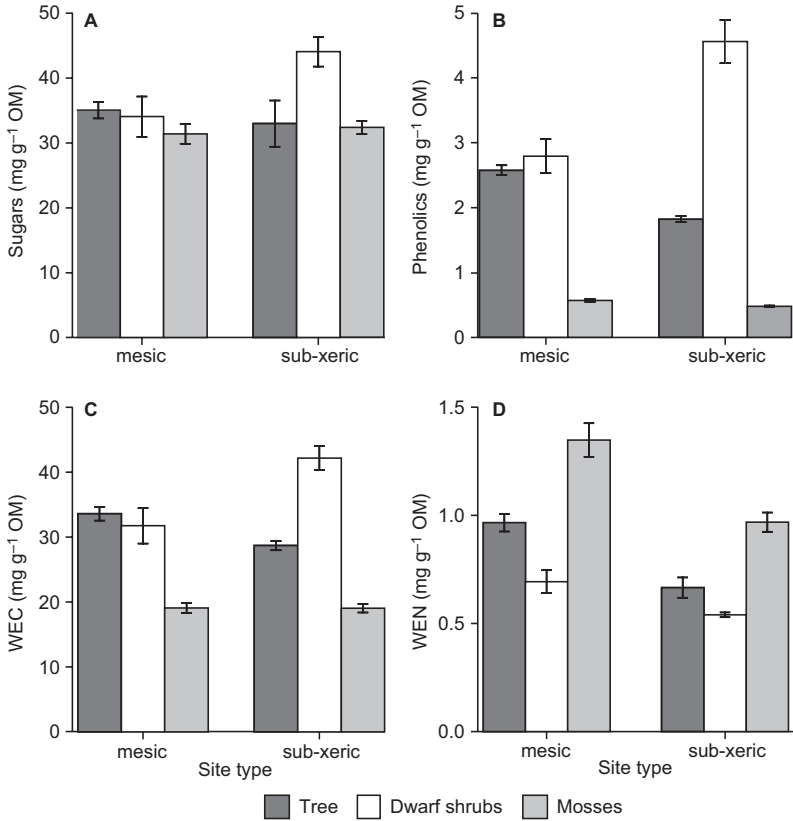 A
Sugars (mg g⁻¹ OM)
50
40
30
20
10
0
mesic sub-xeric
B
Phenolics (mg g⁻¹ OM)
5
4
3
2
1
0
mesic sub-xeric
C
WEC (mg g⁻¹ OM)
50
40
30
20
10
0
mesic sub-xeric
Site type
D
WEN (mg g⁻¹ OM)
1.5
1.0
0.5
0.0
mesic sub-xeric
Site type
Tree Dwarf shrubs Mosses